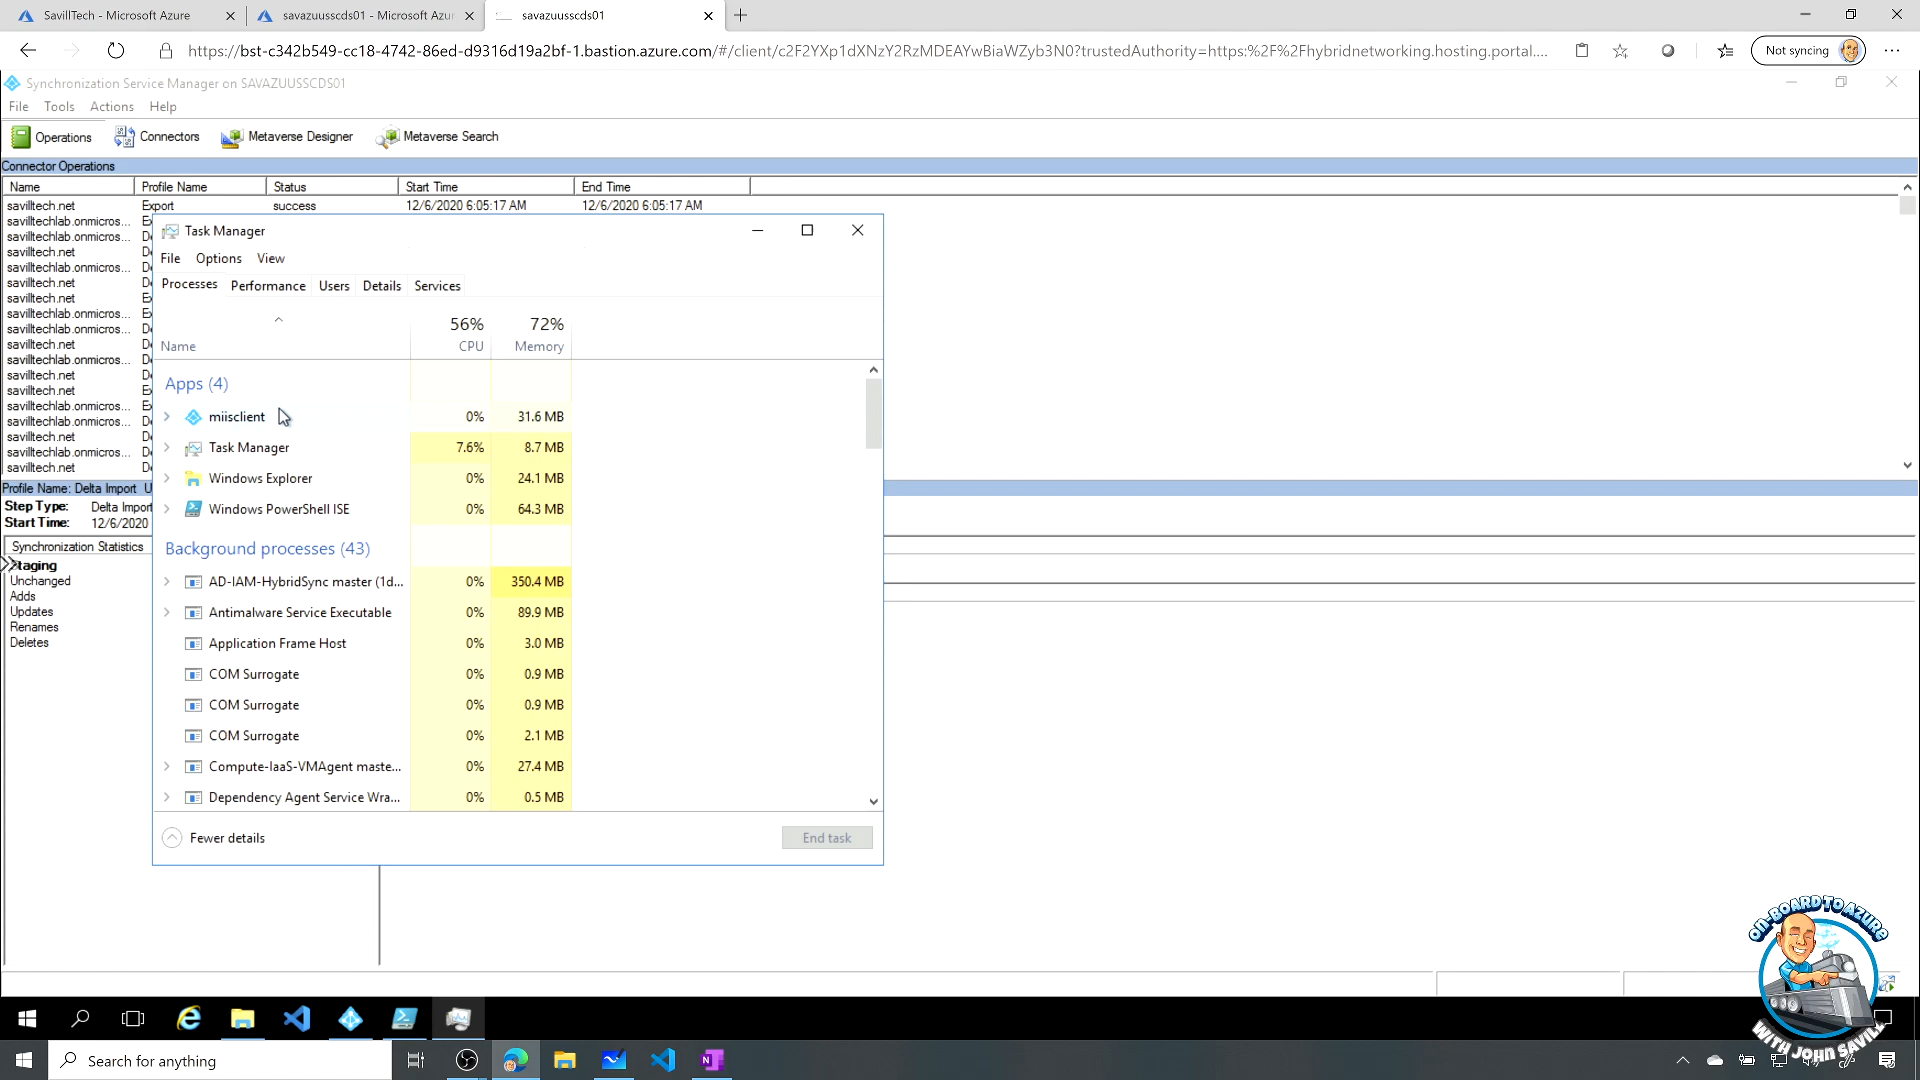 SavillTech - Microsoft Azure
savazuusscds01 - Microsoft Azu
savazuusscds01
https://bst-c342b549-cc18-4742-86ed-d9316d19a2bf-1.bastion.azure.com/#/client/c2F2YXp1dXNzY2RzMDEAYwBiaWZyb3N0?trustedAuthority=https:%2F%2Fhybridnetworking.hosting.portal....
Not syncing
Synchronization Service Manager on SAVAZUUSSCDS01
File Tools Actions Help
Operations Connectors Metaverse Designer Metaverse Search
Connector Operations
Name Profile Name Status Start Time End Time
savilltech.net Export success 12/6/2020 6:05:17 AM 12/6/2020 6:05:17 AM
savilltechlab.onmicros... E
savilltechlab.onmicros... D
savilltech.net D
savilltechlab.onmicros... D
savilltech.net D
savilltech.net E
savilltechlab.onmicros... E
savilltechlab.onmicros... D
savilltech.net D
savilltechlab.onmicros... D
savilltech.net D
savilltech.net E
savilltechlab.onmicros... E
savilltechlab.onmicros... D
savilltech.net D
savilltechlab.onmicros... D
savilltech.net D
Profile Name: Delta Import U
Step Type: Delta Import
Start Time: 12/6/2020
Synchronization Statistics
Staging
Unchanged
Adds
Updates
Renames
Deletes
Task Manager
File Options View
Processes Performance Users Details Services
56% 72%
Name CPU Memory
Apps (4)
miisclient 0% 31.6 MB
Task Manager 7.6% 8.7 MB
Windows Explorer 0% 24.1 MB
Windows PowerShell ISE 0% 64.3 MB
Background processes (43)
AD-IAM-HybridSync master (1d... 0% 350.4 MB
Antimalware Service Executable 0% 89.9 MB
Application Frame Host 0% 3.0 MB
COM Surrogate 0% 0.9 MB
COM Surrogate 0% 0.9 MB
COM Surrogate 0% 2.1 MB
Compute-IaaS-VMAgent maste... 0% 27.4 MB
Dependency Agent Service Wra... 0% 0.5 MB
Fewer details
End task
ON-BOARD TO AZURE
WITH JOHN SAVILL
Search for anything